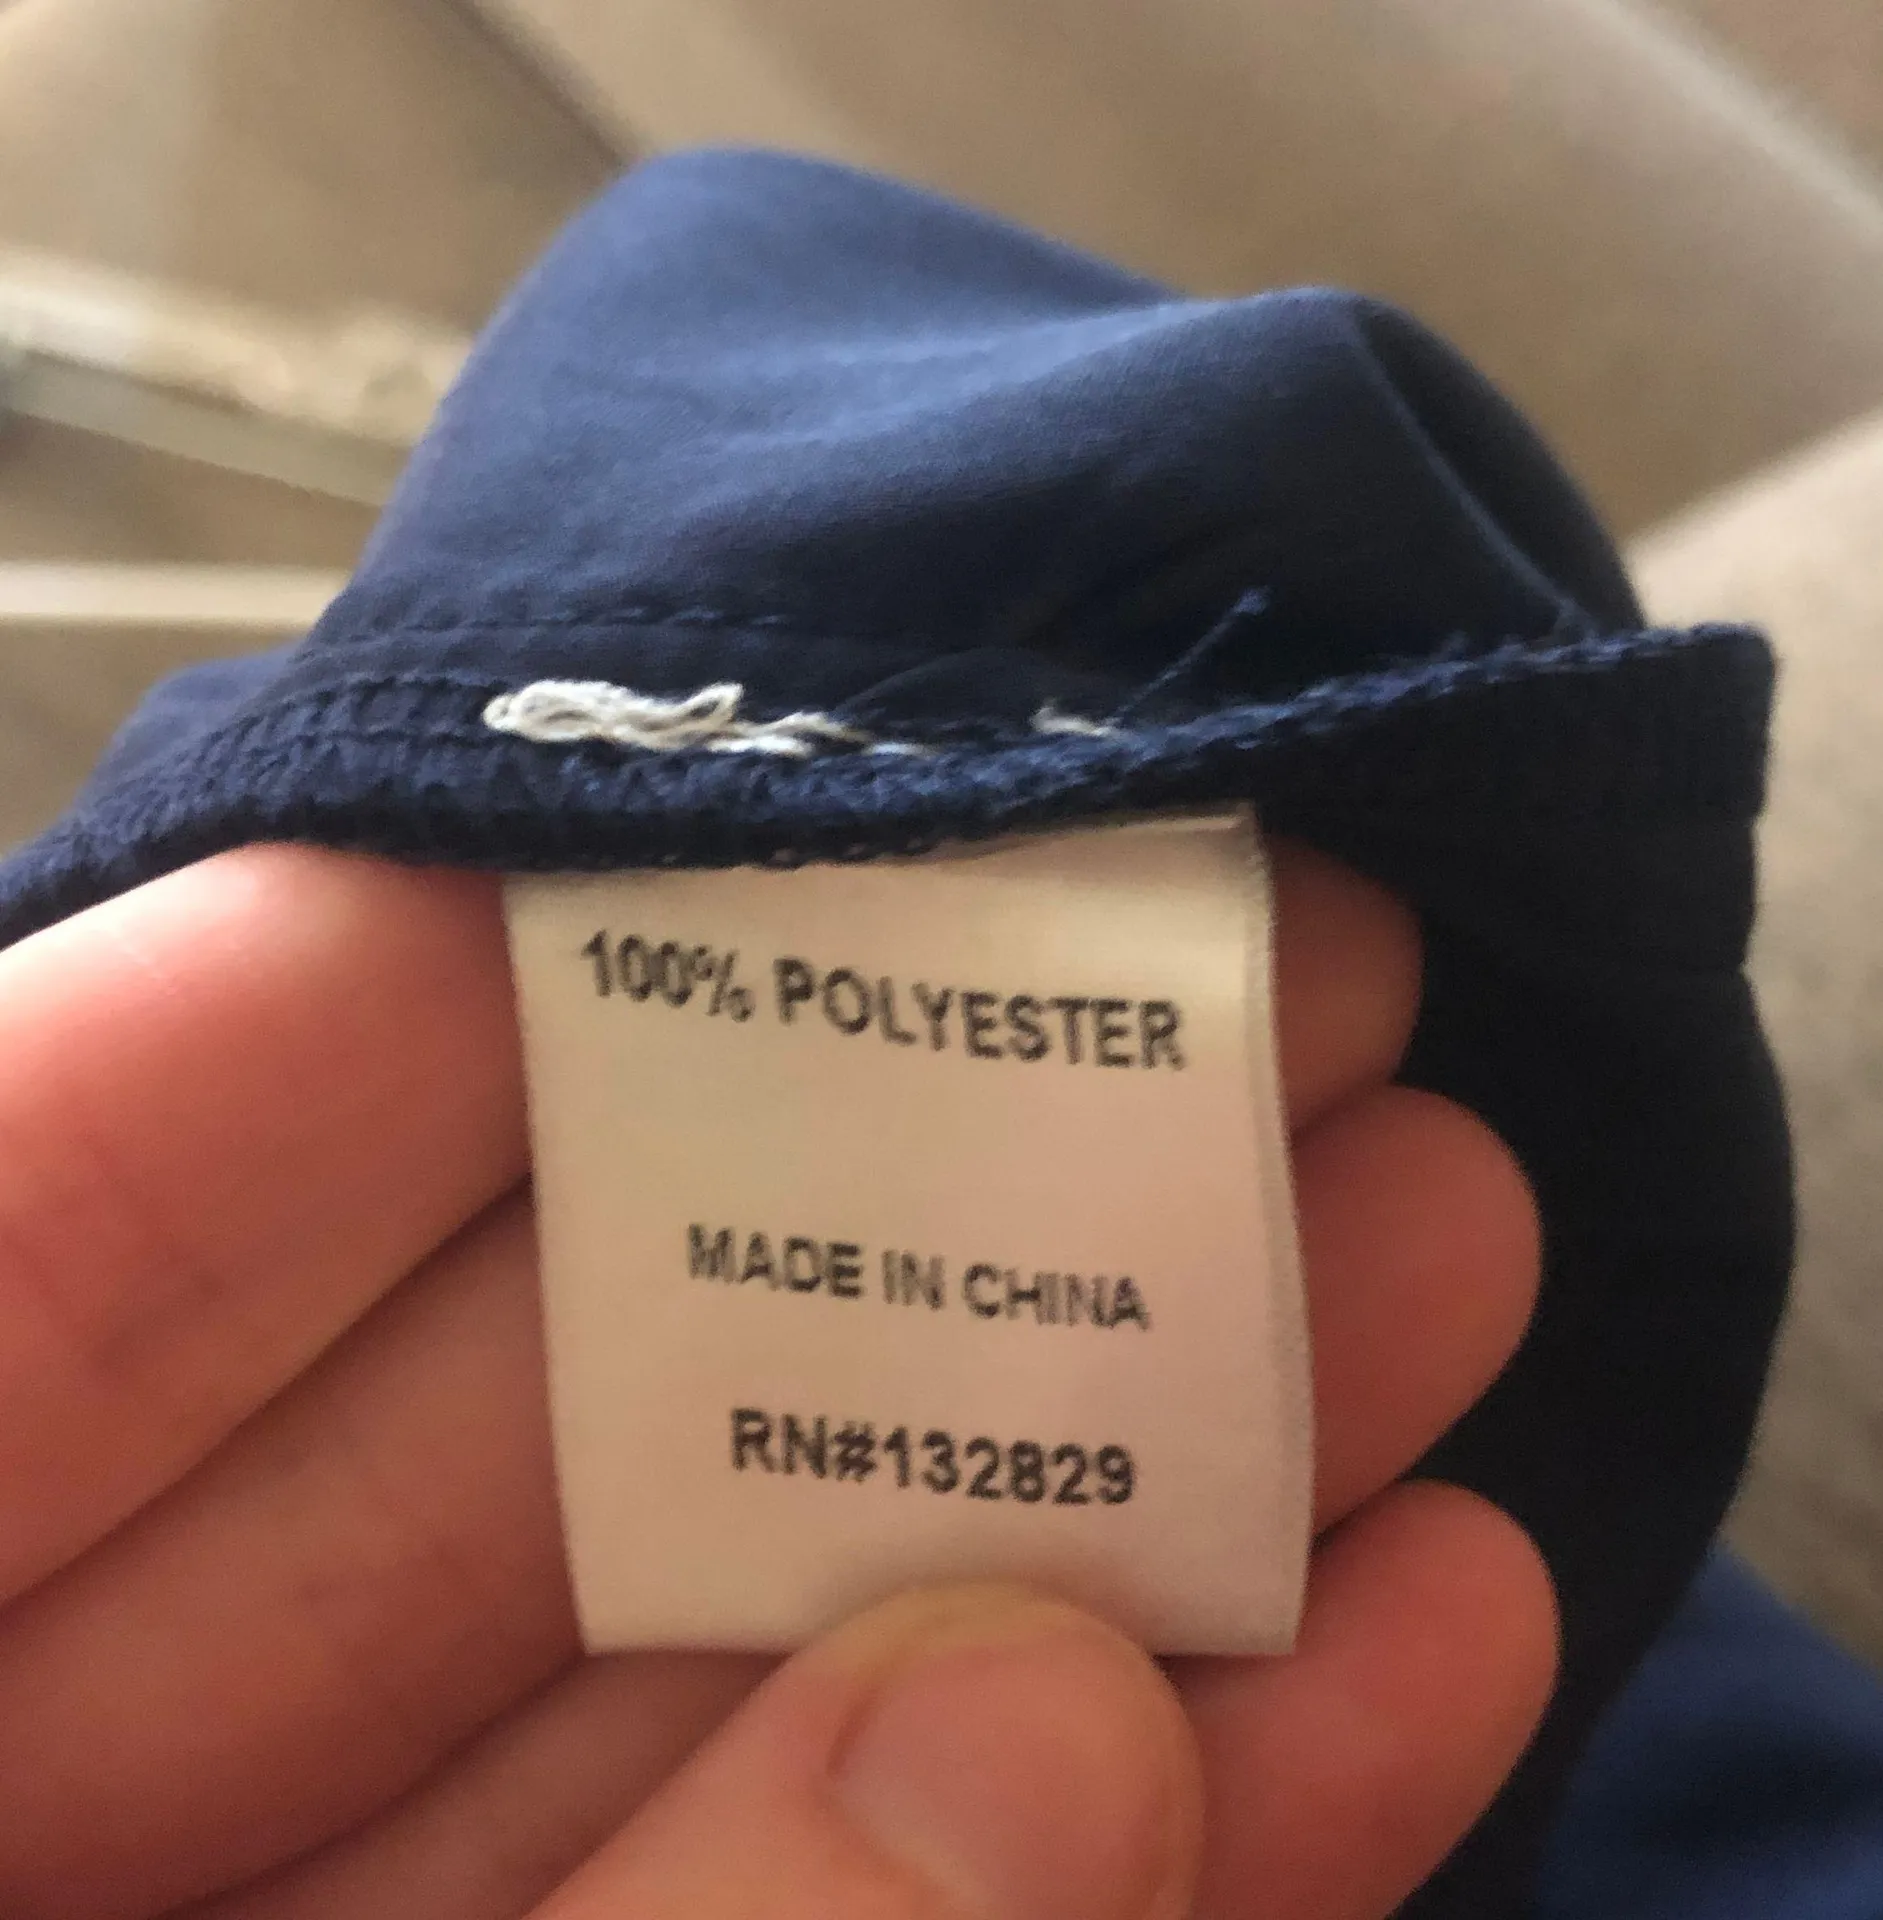 100% POLYESTER
MADE IN CHINA
RN#132829